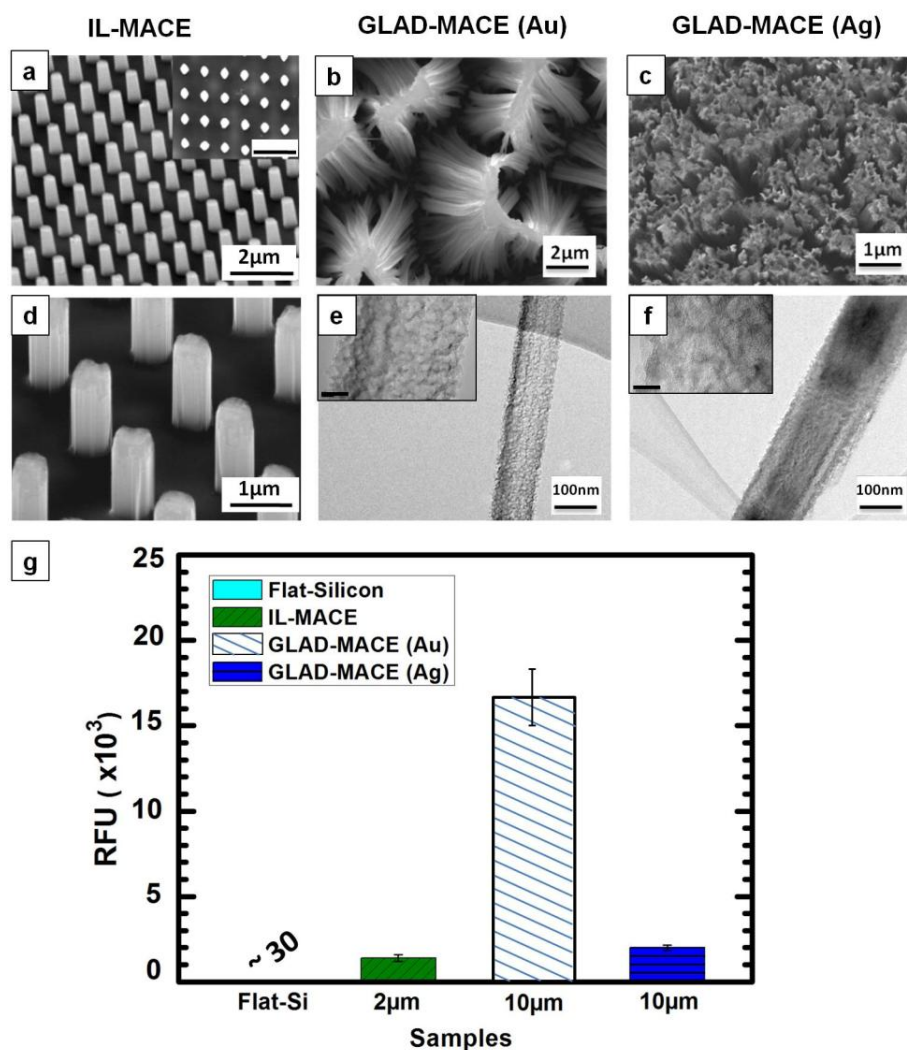 IL-MACE GLAD-MACE (Au) GLAD-MACE (Ag)
a
2μm
b
2μm
c
1μm
d
1μm
e
100nm
f
100nm
g
25
20
15
10
5
0
RFU ( x10³)
Flat-Silicon
IL-MACE
GLAD-MACE (Au)
GLAD-MACE (Ag)
~ 30
Flat-Si 2μm 10μm 10μm
Samples